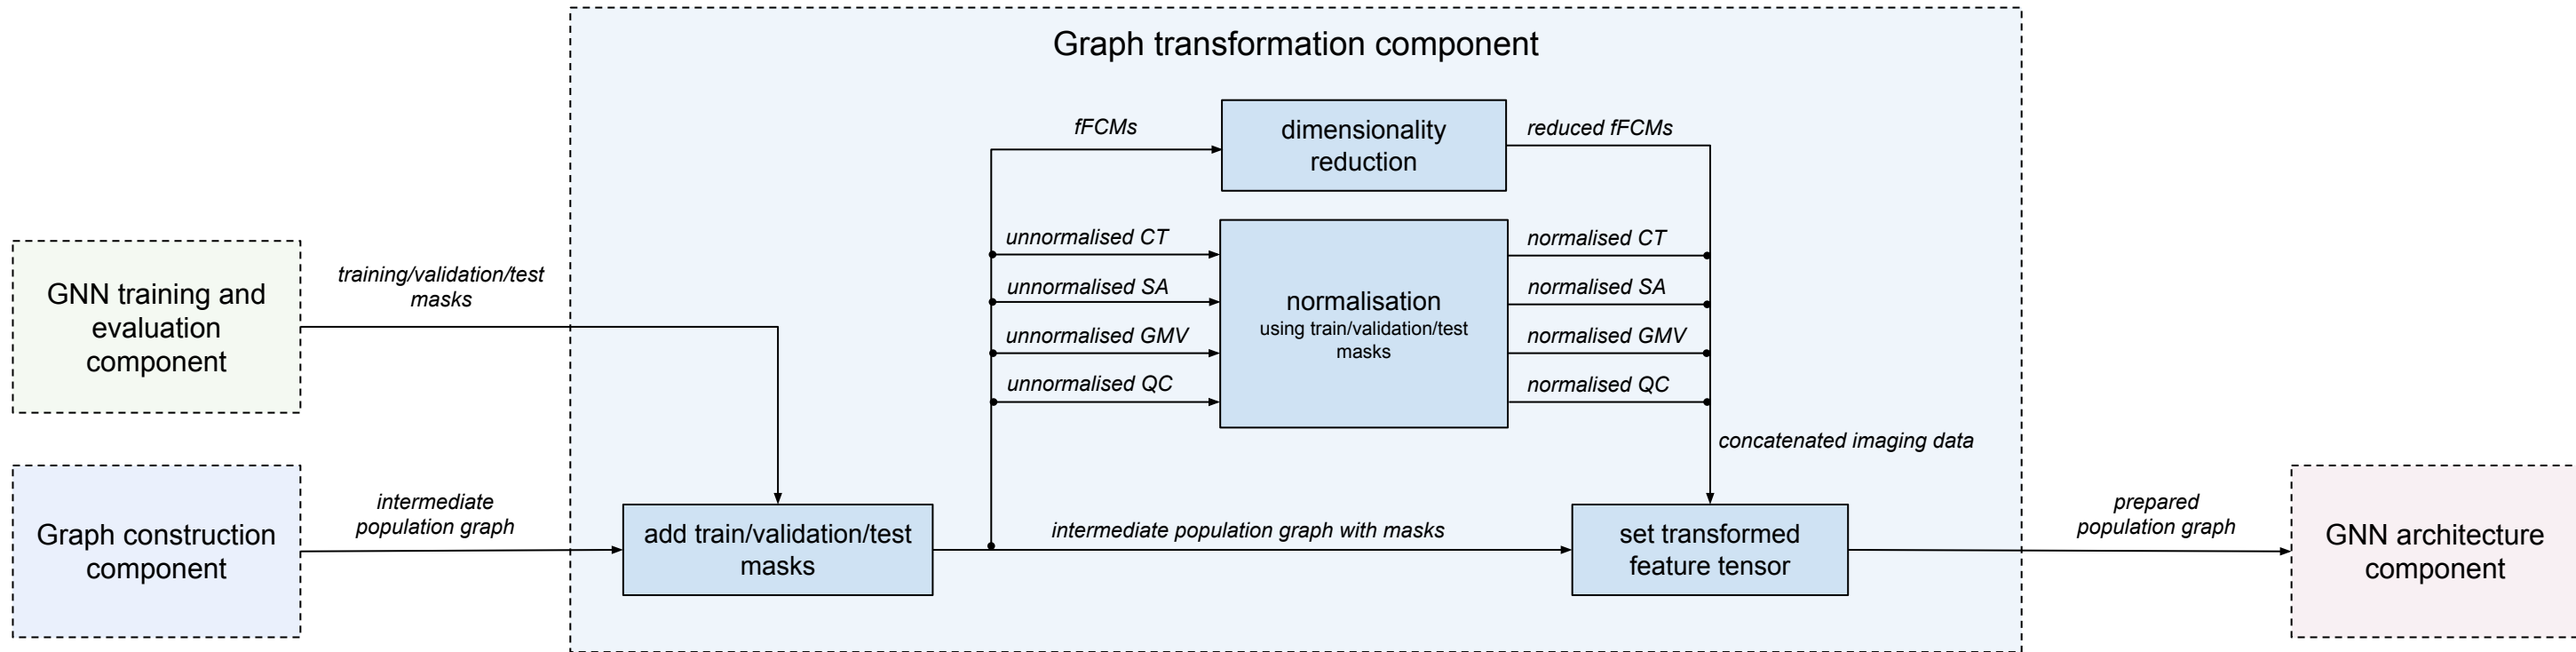 Graph transformation component
fFCMs
dimensionality
reduction
reduced fFCMs
unnormalised CT
unnormalised SA
unnormalised GMV
unnormalised QC
normalisation
using train/validation/test
masks
normalised CT
normalised SA
normalised GMV
normalised QC
GNN training and
evaluation
component
training/validation/test
masks
concatenated imaging data
Graph construction
component
intermediate
population graph
add train/validation/test
masks
intermediate population graph with masks
set transformed
feature tensor
prepared
population graph
GNN architecture
component